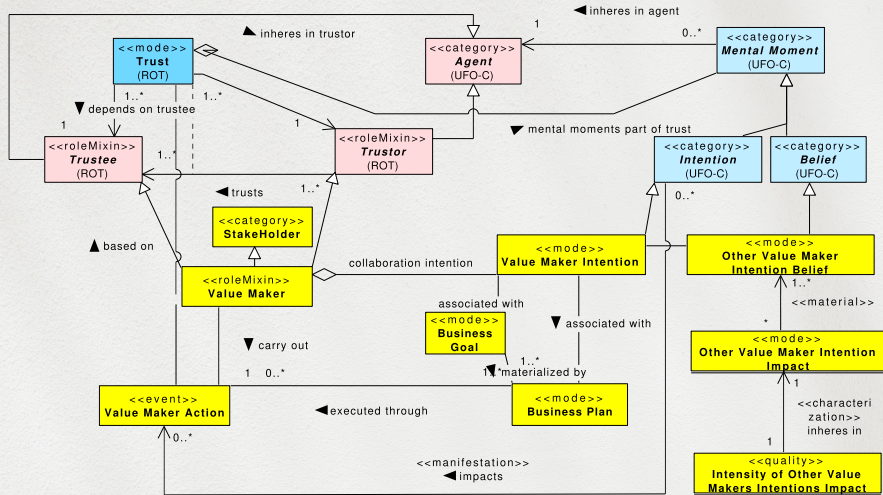 inheres in agent
1
inheres in trustor
0..*
<<mode>>
Trust
(ROT)
<<category>>
Agent
(UFO-C)
<<category>>
Mental Moment
(UFO-C)
1..*
1..*
depends on trustee
1
1
mental moments part of trust
<<roleMixin>>
Trustee
(ROT)
1..*
<<roleMixin>>
Trustor
(ROT)
<<category>>
Intention
(UFO-C)
<<category>>
Belief
(UFO-C)
trusts
1..*
0..*
<<category>>
StakeHolder
based on
<<mode>>
Value Maker Intention
<<mode>>
Other Value Maker
Intention Belief
collaboration intention
<<roleMixin>>
Value Maker
1..*
associated with
<<material>>
<<mode>>
Business
Goal
associated with
*
carry out
<<mode>>
Other Value Maker Intention
Impact
1..*
materialized by
1
0..*
1
<<event>>
Value Maker Action
<<mode>>
Business Plan
executed through
<<characteri
zation>>
inheres in
0..*
1
<<manifestation>>
impacts
<<quality>>
Intensity of Other Value
Makers Intentions Impact